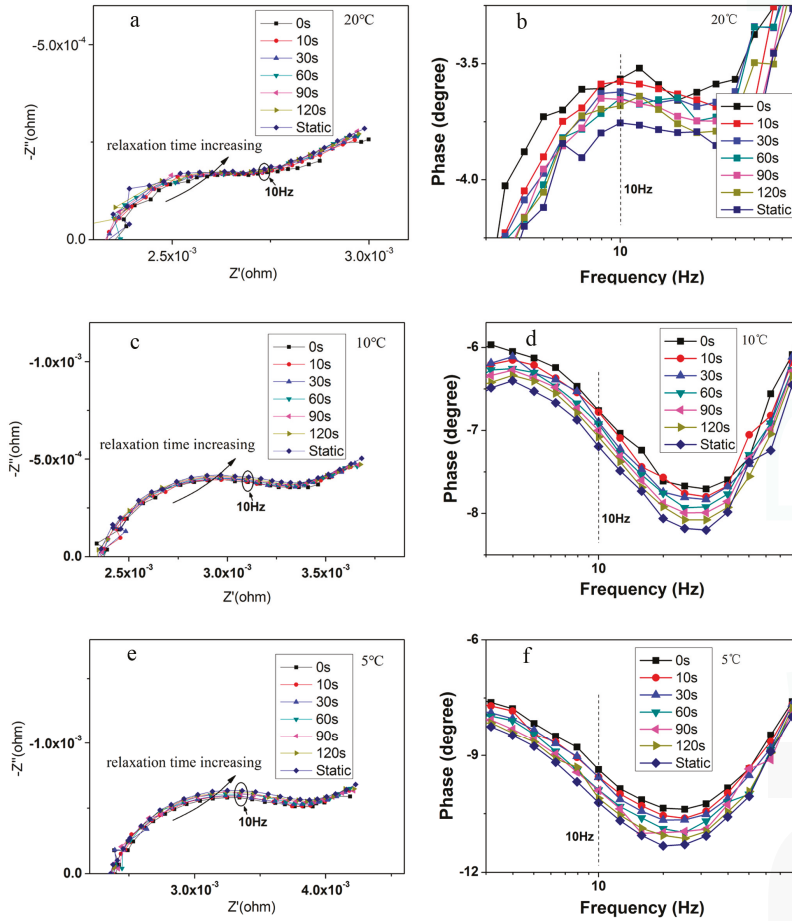 a
20℃
0s
10s
30s
60s
90s
120s
Static
relaxation time increasing
10Hz
-5.0x10⁻⁴
0.0
-Z''(ohm)
2.5x10⁻³
3.0x10⁻³
Z'(ohm)
b
20℃
0s
10s
30s
60s
90s
120s
Static
10Hz
-3.5
-4.0
Phase (degree)
10
Frequency (Hz)
c
10℃
0s
10s
30s
60s
90s
120s
Static
relaxation time increasing
10Hz
-1.0x10⁻³
-5.0x10⁻⁴
0.0
-Z''(ohm)
2.5x10⁻³
3.0x10⁻³
3.5x10⁻³
Z'(ohm)
d
10℃
0s
10s
30s
60s
90s
120s
Static
10Hz
-6
-7
-8
Phase (degree)
10
Frequency (Hz)
e
5℃
0s
10s
30s
60s
90s
120s
Static
relaxation time increasing
10Hz
-1.0x10⁻³
0.0
-Z''(ohm)
3.0x10⁻³
4.0x10⁻³
Z'(ohm)
f
5℃
0s
10s
30s
60s
90s
120s
Static
10Hz
-6
-9
-12
Phase (degree)
10
Frequency (Hz)